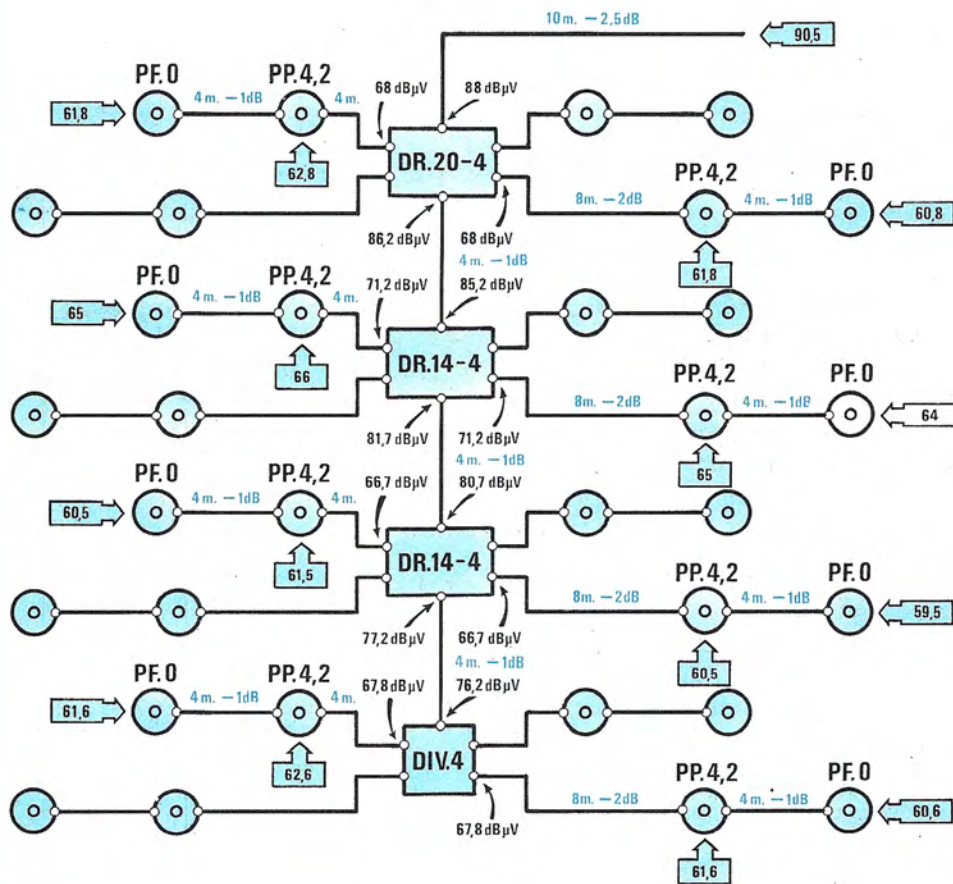 10 m. – 2,5dB
90,5
PF.0 PP.4,2
4 m. – 1dB 4 m. 68 dBµV 88 dBµV
61,8
DR.20-4
62,8
PP.4,2 PF.0
8m. – 2dB 4 m. – 1dB
60,8
86,2 dBµV 68 dBµV
4 m. – 1dB
61,8
PF.0 PP.4,2
71,2 dBµV 85,2 dBµV
4 m. – 1dB 4 m.
65
66
DR.14-4
PP.4,2 PF.0
8m. – 2dB 4 m. – 1dB
64
81,7 dBµV 71,2 dBµV
4 m. – 1dB
65
PF.0 PP.4,2
66,7 dBµV 80,7 dBµV
4 m. – 1dB 4 m.
60,5
61,5
DR.14-4
PP.4,2 PF.0
8m. – 2dB 4 m. – 1dB
59,5
77,2 dBµV 66,7 dBµV
4 m. – 1dB
60,5
PF.0 PP.4,2
67,8 dBµV 76,2 dBµV
4 m. – 1dB 4 m.
61,6
62,6
DIV.4
PP.4,2 PF.0
8m. – 2dB 4 m. – 1dB
60,6
67,8 dBµV
61,6